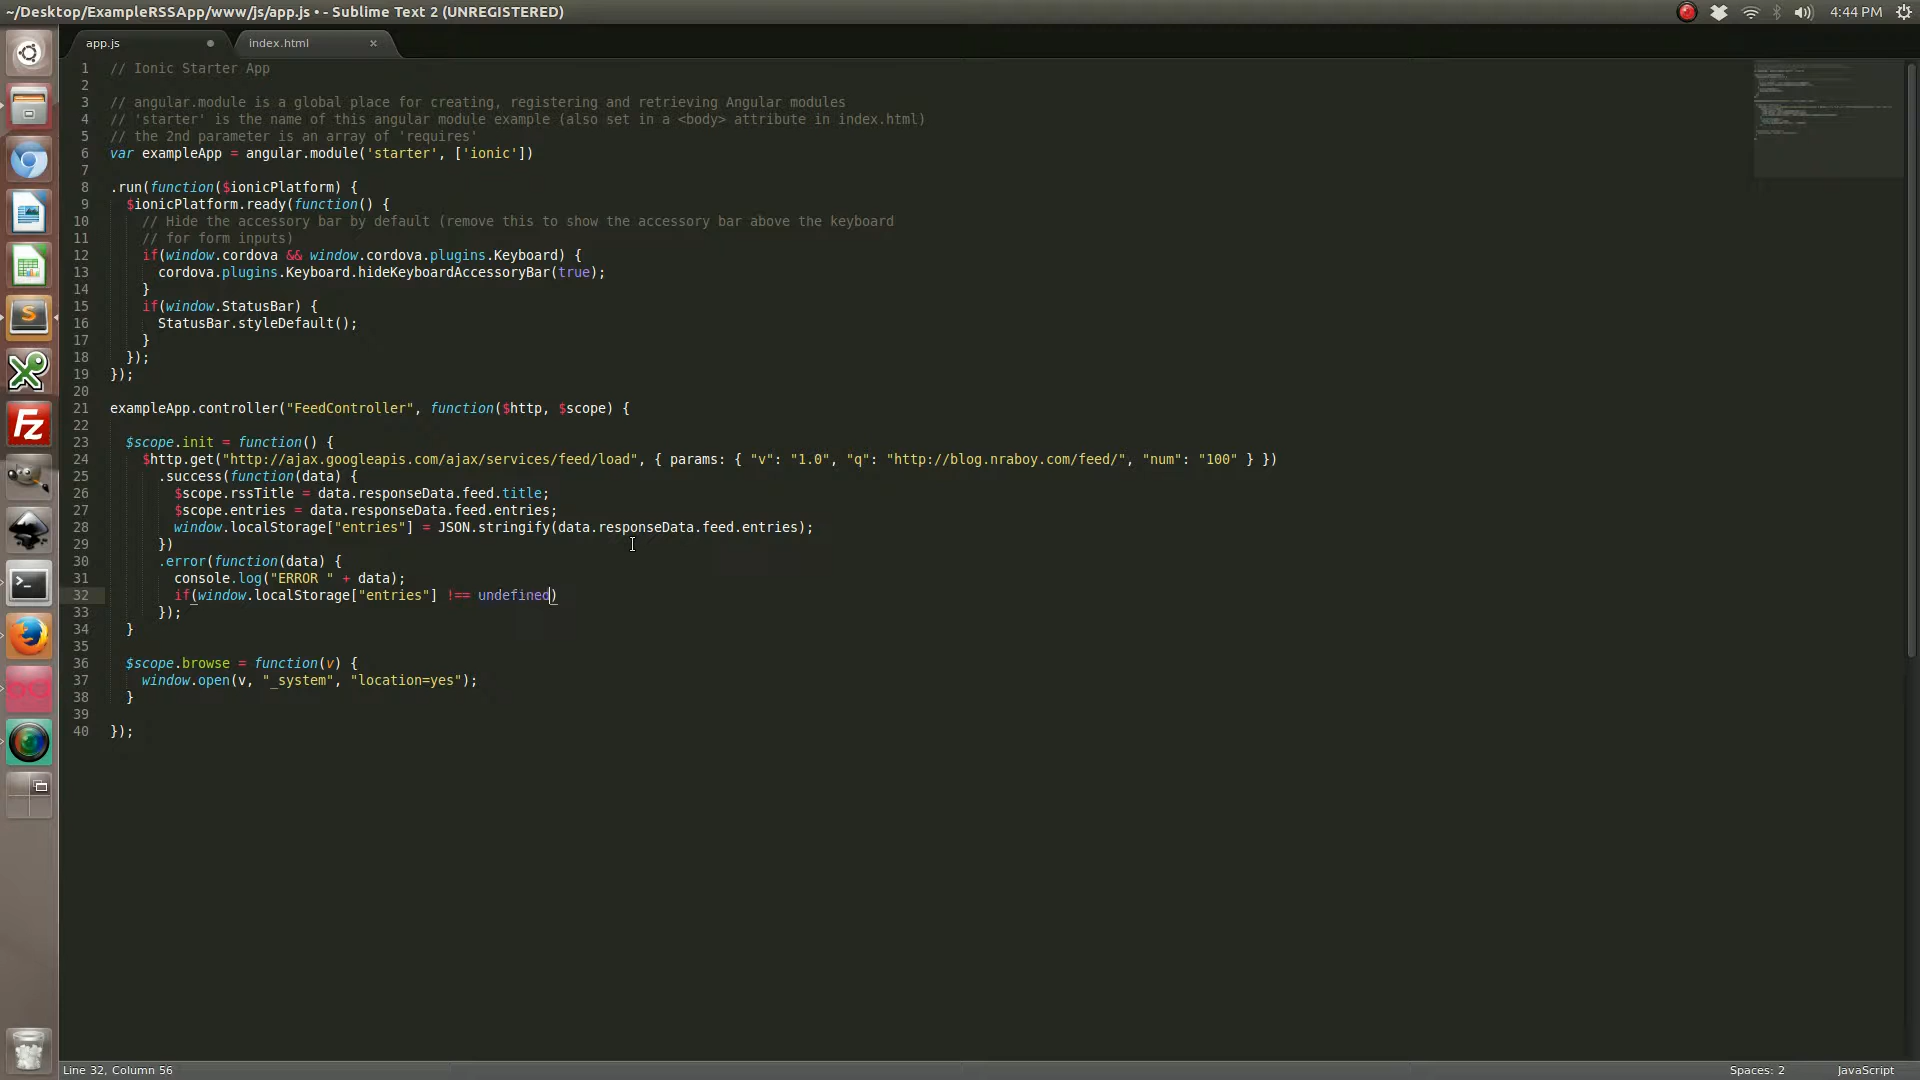 ~/Desktop/ExampleRSSApp/www/js/app.js • - Sublime Text 2 (UNREGISTERED)
4:44 PM
app.js
index.html
1 // Ionic Starter App
2
3 // angular.module is a global place for creating, registering and retrieving Angular modules
4 // 'starter' is the name of this angular module example (also set in a <body> attribute in index.html)
5 // the 2nd parameter is an array of 'requires'
6 var exampleApp = angular.module('starter', ['ionic'])
7
8 .run(function($ionicPlatform) {
9 $ionicPlatform.ready(function() {
10 // Hide the accessory bar by default (remove this to show the accessory bar above the keyboard
11 // for form inputs)
12 if(window.cordova && window.cordova.plugins.Keyboard) {
13 cordova.plugins.Keyboard.hideKeyboardAccessoryBar(true);
14 }
15 if(window.StatusBar) {
16 StatusBar.styleDefault();
17 }
18 });
19 });
20
21 exampleApp.controller("FeedController", function($http, $scope) {
22
23 $scope.init = function() {
24 $http.get("http://ajax.googleapis.com/ajax/services/feed/load", { params: { "v": "1.0", "q": "http://blog.nraboy.com/feed/", "num": "100" } })
25 .success(function(data) {
26 $scope.rssTitle = data.responseData.feed.title;
27 $scope.entries = data.responseData.feed.entries;
28 window.localStorage["entries"] = JSON.stringify(data.responseData.feed.entries);
29 })
30 .error(function(data) {
31 console.log("ERROR " + data);
32 if(window.localStorage["entries"] !== undefined)
33 });
34 }
35
36 $scope.browse = function(v) {
37 window.open(v, "_system", "location=yes");
38 }
39
40 });
Line 32, Column 56
Spaces: 2
JavaScript